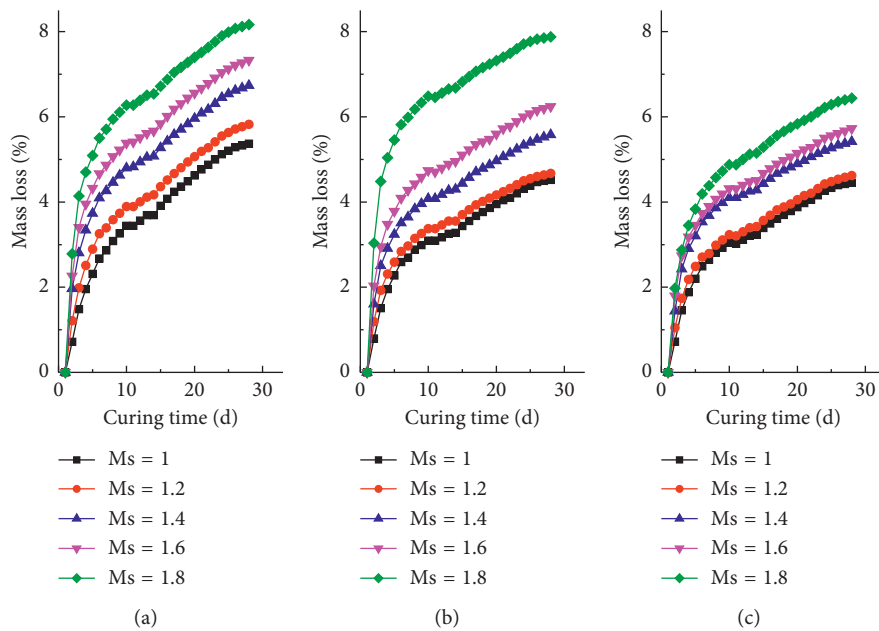 8
6
4
2
0
Mass loss (%)
0 10 20 30
Curing time (d)
Ms = 1
Ms = 1.2
Ms = 1.4
Ms = 1.6
Ms = 1.8
(a)
8
6
4
2
0
Mass loss (%)
0 10 20 30
Curing time (d)
Ms = 1
Ms = 1.2
Ms = 1.4
Ms = 1.6
Ms = 1.8
(b)
8
6
4
2
0
Mass loss (%)
0 10 20 30
Curing time (d)
Ms = 1
Ms = 1.2
Ms = 1.4
Ms = 1.6
Ms = 1.8
(c)